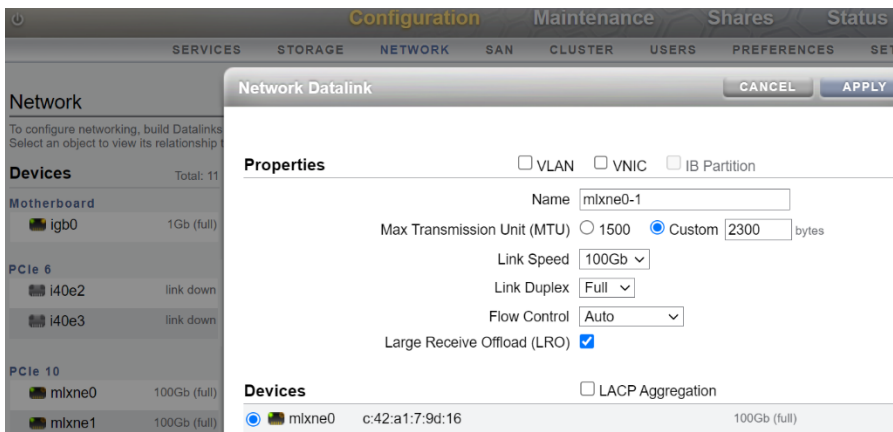 Configuration Maintenance Shares Status
SERVICES STORAGE NETWORK SAN CLUSTER USERS PREFERENCES
Network Datalink CANCEL APPLY
Network
To configure networking, build Datalinks
Select an object to view its relationship
Devices Total: 11
Motherboard
igb0 1Gb (full)
PCIe 6
i40e2 link down
i40e3 link down
PCIe 10
mlxne0 100Gb (full)
mlxne1 100Gb (full)
Properties VLAN VNIC IB Partition
Name mlxne0-1
Max Transmission Unit (MTU) 1500 Custom 2300 bytes
Link Speed 100Gb
Link Duplex Full
Flow Control Auto
Large Receive Offload (LRO)
Devices LACP Aggregation
mlxne0 c:42:a1:7:9d:16 100Gb (full)